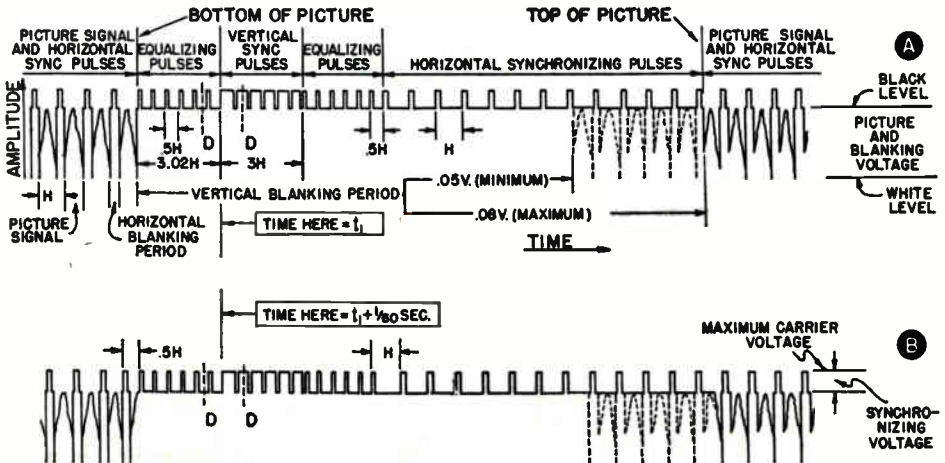 BOTTOM OF PICTURE
TOP OF PICTURE
PICTURE SIGNAL
AND HORIZONTAL
SYNC PULSES
EQUALIZING
PULSES
VERTICAL
SYNC
PULSES
EQUALIZING
PULSES
HORIZONTAL SYNCHRONIZING PULSES
PICTURE SIGNAL
AND HORIZONTAL
SYNC PULSES
A
AMPLITUDE
BLACK
LEVEL
PICTURE
AND
BLANKING
VOLTAGE
WHITE
LEVEL
.5H
D
D
.5H
H
3.02H
3H
H
VERTICAL BLANKING PERIOD
.05V. (MINIMUM)
.08V. (MAXIMUM)
PICTURE
SIGNAL
HORIZONTAL
BLANKING
PERIOD
TIME HERE = t₁
TIME
TIME HERE = t₁ + 1/60 SEC.
MAXIMUM CARRIER
VOLTAGE
B
.5H
H
D
D
SYNCHRO-
NIZING
VOLTAGE